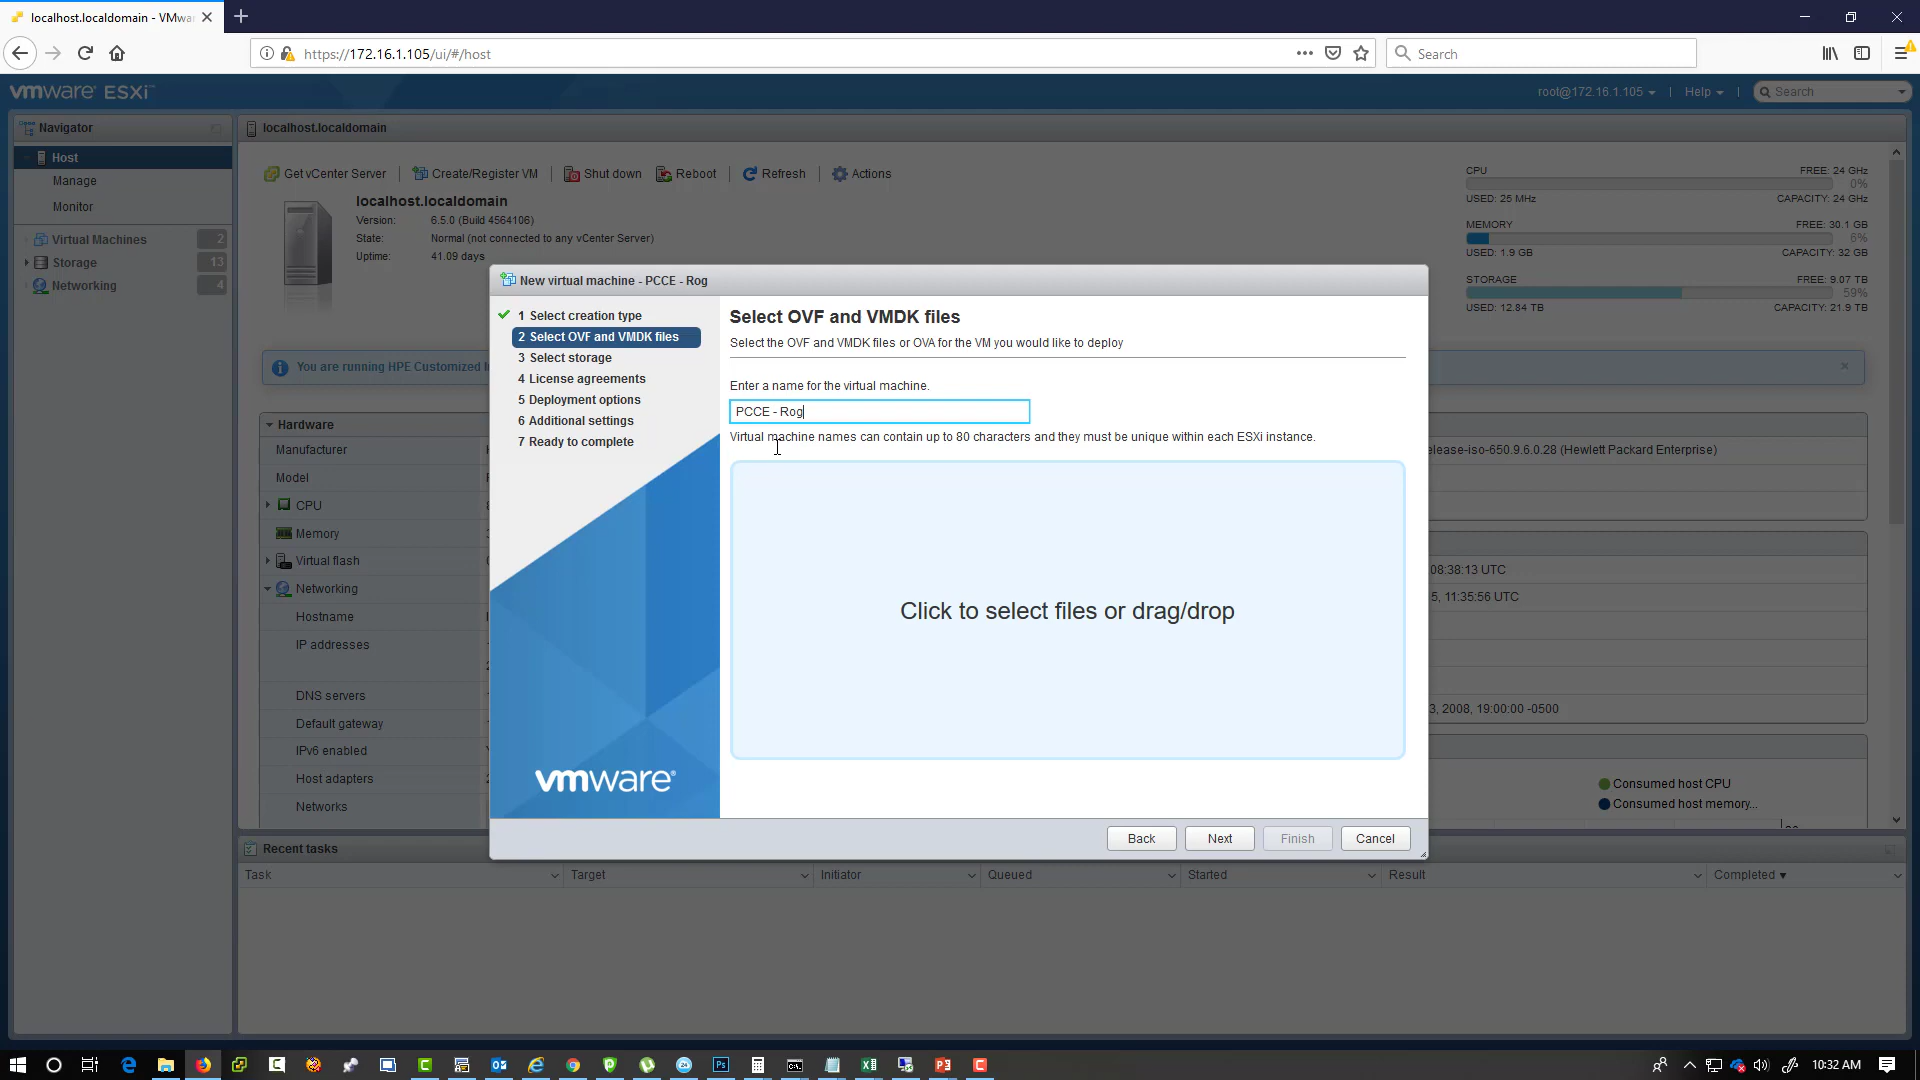 localhost.localdomain - VMwa
https://172.16.1.105/ui/#/host
Search
vmware ESXi
root@172.16.1.105 | Help | Search
Navigator
Host
Manage
Monitor
Virtual Machines 2
Storage 13
Networking 4
localhost.localdomain
Get vCenter Server | Create/Register VM | Shut down Reboot | Refresh | Actions
localhost.localdomain
Version: 6.5.0 (Build 4564106)
State: Normal (not connected to any vCenter Server)
Uptime: 41.09 days
CPU FREE: 24 GHz
0%
USED: 25 MHz CAPACITY: 24 GHz
MEMORY FREE: 30.1 GB
6%
USED: 1.9 GB CAPACITY: 32 GB
STORAGE FREE: 9.07 TB
59%
USED: 12.84 TB CAPACITY: 21.9 TB
You are running HPE Customized I
Hardware
Manufacturer
Model
CPU
Memory
Virtual flash
Networking
Hostname
IP addresses
DNS servers
Default gateway
IPv6 enabled
Host adapters
Networks
New virtual machine - PCCE - Rog
1 Select creation type
2 Select OVF and VMDK files
3 Select storage
4 License agreements
5 Deployment options
6 Additional settings
7 Ready to complete
vmware
Select OVF and VMDK files
Select the OVF and VMDK files or OVA for the VM you would like to deploy
Enter a name for the virtual machine.
PCCE - Rog
Virtual machine names can contain up to 80 characters and they must be unique within each ESXi instance.
Click to select files or drag/drop
Back Next Finish Cancel
elease-iso-650.9.6.0.28 (Hewlett Packard Enterprise)
08:38:13 UTC
5, 11:35:56 UTC
3, 2008, 19:00:00 -0500
Consumed host CPU
Consumed host memory...
Recent tasks
Task Target Initiator Queued Started Result Completed
10:32 AM